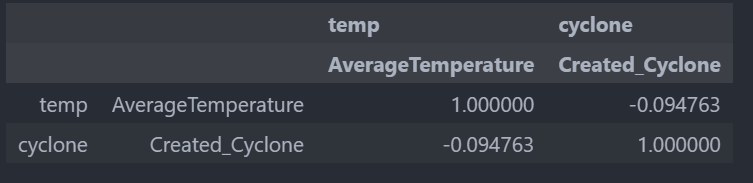 temp cyclone
AverageTemperature Created_Cyclone
temp AverageTemperature 1.000000 -0.094763
cyclone Created_Cyclone -0.094763 1.000000